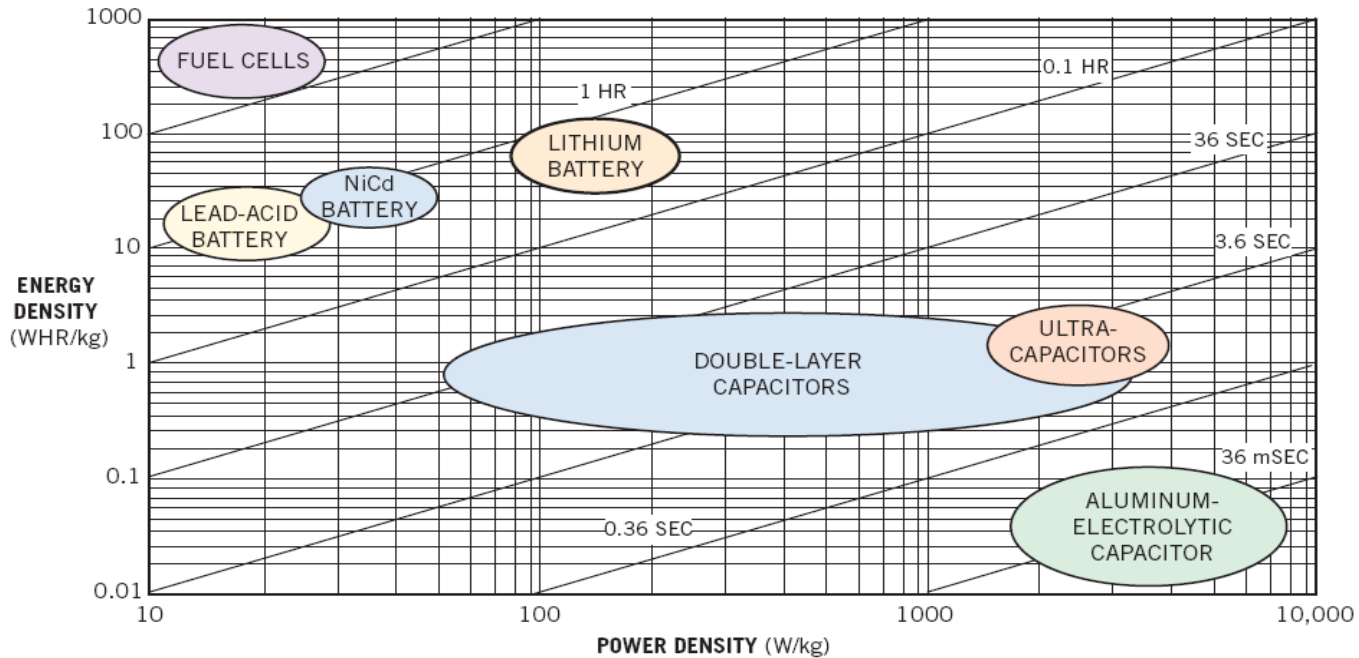 1000
FUEL CELLS
0.1 HR
1 HR
100
LITHIUM
BATTERY
36 SEC
NiCd
BATTERY
LEAD-ACID
BATTERY
10
3.6 SEC
ENERGY
DENSITY
(WHR/kg)
ULTRA-
CAPACITORS
1
DOUBLE-LAYER
CAPACITORS
0.1
36 mSEC
ALUMINUM-
ELECTROLYTIC
CAPACITOR
0.36 SEC
0.01
10
100
1000
10,000
POWER DENSITY (W/kg)